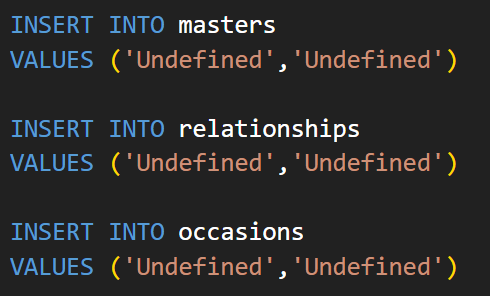 INSERT INTO masters
VALUES ('Undefined','Undefined')
INSERT INTO relationships
VALUES ('Undefined','Undefined')
INSERT INTO occasions
VALUES ('Undefined','Undefined')